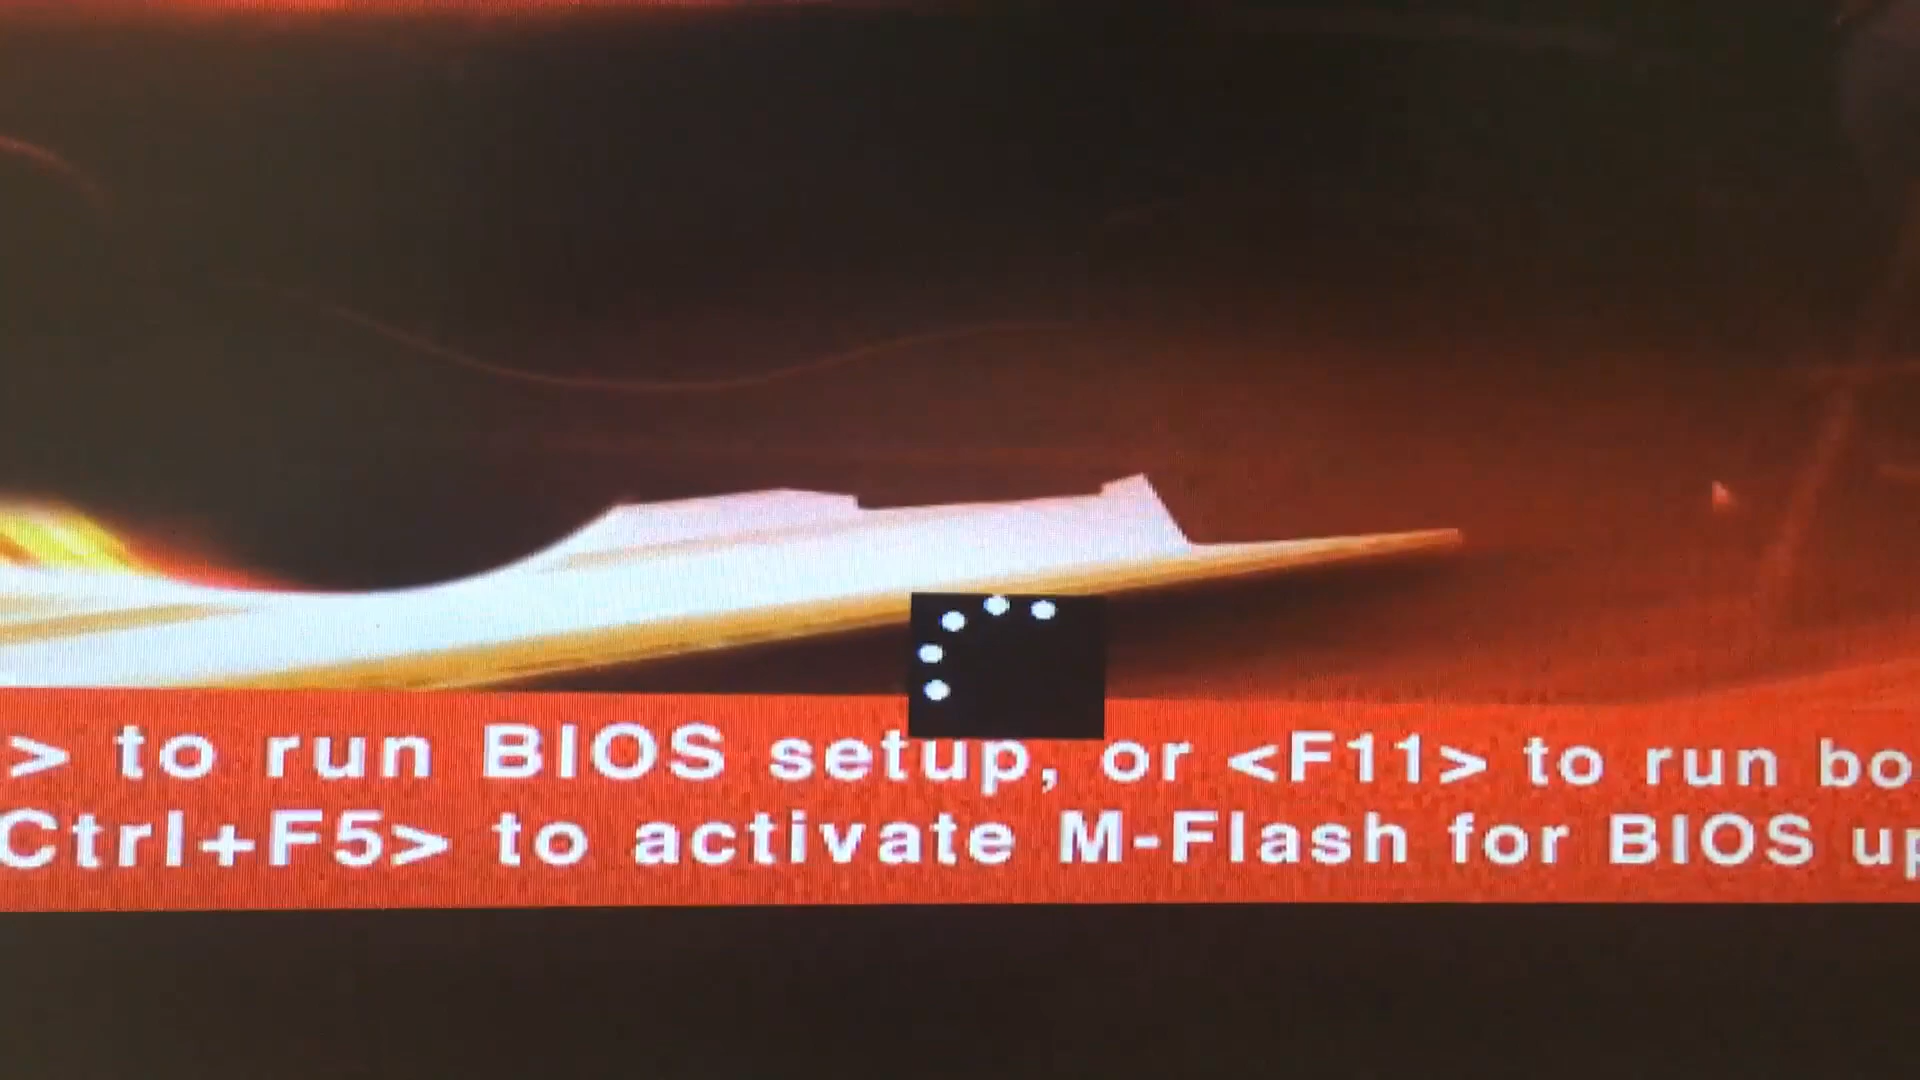 > to run BIOS setup, or <F11> to run bo
Ctrl+F5> to activate M-Flash for BIOS up